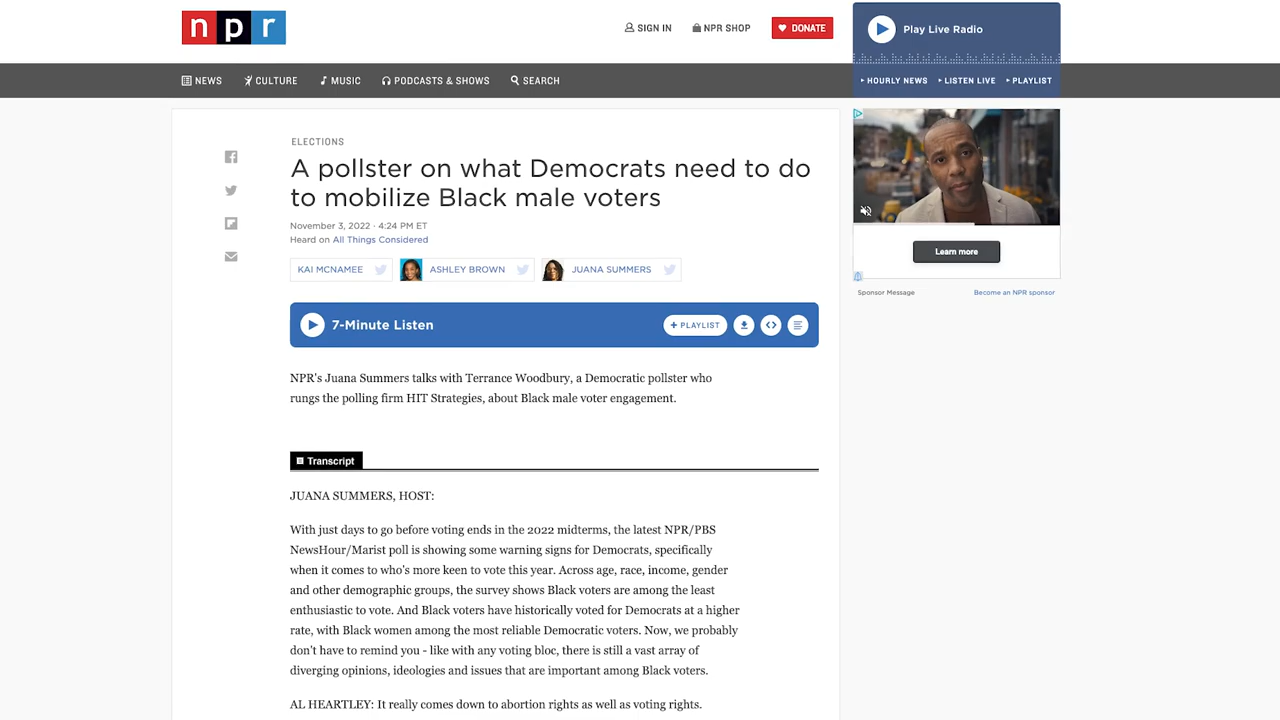 npr
SIGN IN
NPR SHOP
DONATE
Play Live Radio
NEWS
CULTURE
MUSIC
PODCASTS & SHOWS
SEARCH
HOURLY NEWS
LISTEN LIVE
PLAYLIST
ELECTIONS
A pollster on what Democrats need to do
to mobilize Black male voters
November 3, 2022 · 4:24 PM ET
Heard on All Things Considered
KAI MCNAMEE
ASHLEY BROWN
JUANA SUMMERS
7-Minute Listen
+ PLAYLIST
Learn more
Sponsor Message
Become an NPR sponsor
NPR's Juana Summers talks with Terrance Woodbury, a Democratic pollster who
rungs the polling firm HIT Strategies, about Black male voter engagement.
Transcript
JUANA SUMMERS, HOST:
With just days to go before voting ends in the 2022 midterms, the latest NPR/PBS
NewsHour/Marist poll is showing some warning signs for Democrats, specifically
when it comes to who's more keen to vote this year. Across age, race, income, gender
and other demographic groups, the survey shows Black voters are among the least
enthusiastic to vote. And Black voters have historically voted for Democrats at a higher
rate, with Black women among the most reliable Democratic voters. Now, we probably
don't have to remind you - like with any voting bloc, there is still a vast array of
diverging opinions, ideologies and issues that are important among Black voters.
AL HEARTLEY: It really comes down to abortion rights as well as voting rights.